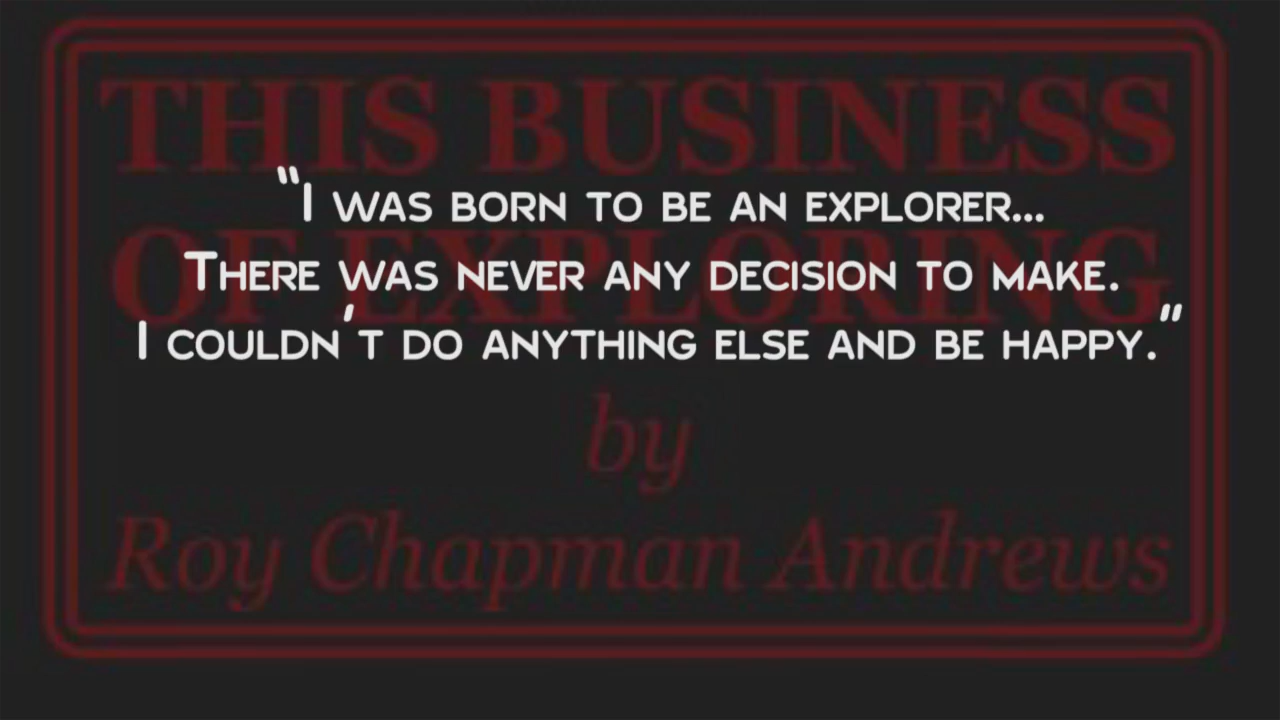 THIS BUSINESS
"I WAS BORN TO BE AN EXPLORER...
OF EXPLORING
THERE WAS NEVER ANY DECISION TO MAKE.
I COULDN'T DO ANYTHING ELSE AND BE HAPPY."
by
Roy Chapman Andrews